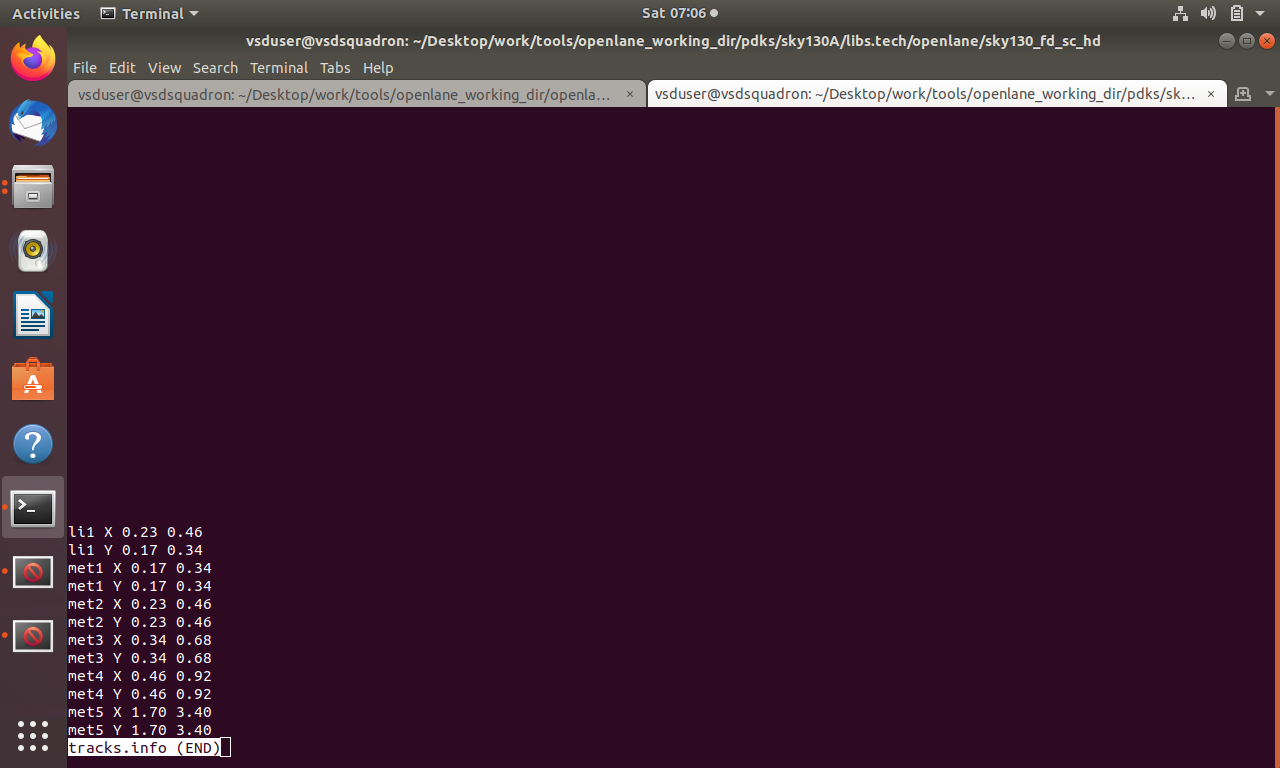 Activities Terminal Sat 07:06
vsduser@vsdsquadron: ~/Desktop/work/tools/openlane_working_dir/pdks/sky130A/libs.tech/openlane/sky130_fd_sc_hd
File Edit View Search Terminal Tabs Help
vsduser@vsdsquadron: ~/Desktop/work/tools/openlane_working_dir/openla... × vsduser@vsdsquadron: ~/Desktop/work/tools/openlane_working_dir/pdks/sk... ×
li1 X 0.23 0.46
li1 Y 0.17 0.34
met1 X 0.17 0.34
met1 Y 0.17 0.34
met2 X 0.23 0.46
met2 Y 0.23 0.46
met3 X 0.34 0.68
met3 Y 0.34 0.68
met4 X 0.46 0.92
met4 Y 0.46 0.92
met5 X 1.70 3.40
met5 Y 1.70 3.40
tracks.info (END)